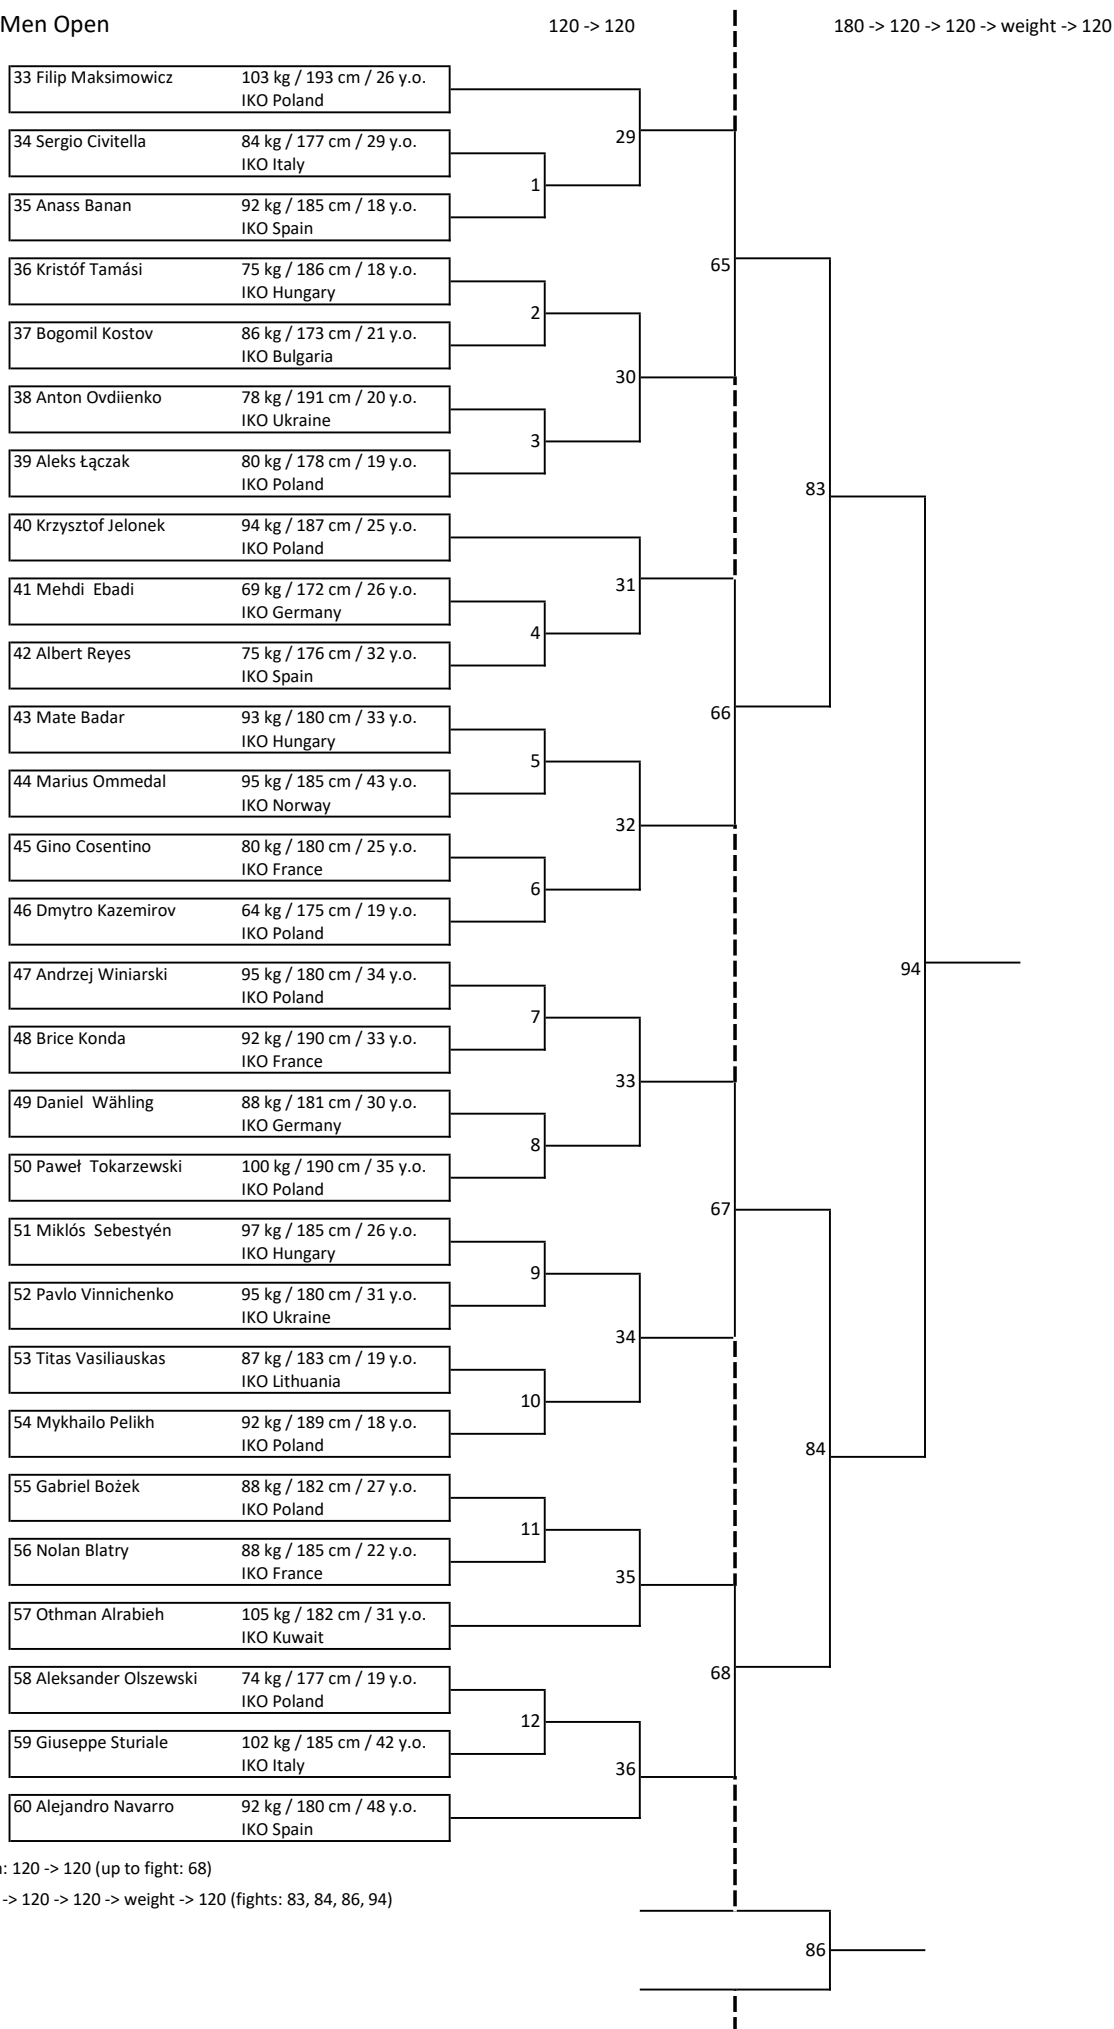 Men Open 120 -> 120 180 -> 120 -> 120 -> weight -> 120
33 Filip Maksimowicz 103 kg / 193 cm / 26 y.o.
IKO Poland
29
34 Sergio Civitella 84 kg / 177 cm / 29 y.o.
IKO Italy
1
35 Anass Banan 92 kg / 185 cm / 18 y.o.
IKO Spain
65
36 Kristóf Tamási 75 kg / 186 cm / 18 y.o.
IKO Hungary
2
37 Bogomil Kostov 86 kg / 173 cm / 21 y.o.
IKO Bulgaria
30
38 Anton Ovdiienko 78 kg / 191 cm / 20 y.o.
IKO Ukraine
3
39 Aleks Łączak 80 kg / 178 cm / 19 y.o.
IKO Poland
83
40 Krzysztof Jelonek 94 kg / 187 cm / 25 y.o.
IKO Poland
31
41 Mehdi Ebadi 69 kg / 172 cm / 26 y.o.
IKO Germany
4
42 Albert Reyes 75 kg / 176 cm / 32 y.o.
IKO Spain
66
43 Mate Badar 93 kg / 180 cm / 33 y.o.
IKO Hungary
5
44 Marius Ommedal 95 kg / 185 cm / 43 y.o.
IKO Norway
32
45 Gino Cosentino 80 kg / 180 cm / 25 y.o.
IKO France
6
46 Dmytro Kazemirov 64 kg / 175 cm / 19 y.o.
IKO Poland
94
47 Andrzej Winiarski 95 kg / 180 cm / 34 y.o.
IKO Poland
7
48 Brice Konda 92 kg / 190 cm / 33 y.o.
IKO France
33
49 Daniel Wähling 88 kg / 181 cm / 30 y.o.
IKO Germany
8
50 Paweł Tokarzewski 100 kg / 190 cm / 35 y.o.
IKO Poland
67
51 Miklós Sebestyén 97 kg / 185 cm / 26 y.o.
IKO Hungary
9
52 Pavlo Vinnichenko 95 kg / 180 cm / 31 y.o.
IKO Ukraine
34
53 Titas Vasiliauskas 87 kg / 183 cm / 19 y.o.
IKO Lithuania
10
54 Mykhailo Pelikh 92 kg / 189 cm / 18 y.o.
IKO Poland
84
55 Gabriel Bożek 88 kg / 182 cm / 27 y.o.
IKO Poland
11
56 Nolan Blatry 88 kg / 185 cm / 22 y.o.
IKO France
35
57 Othman Alrabieh 105 kg / 182 cm / 31 y.o.
IKO Kuwait
68
58 Aleksander Olszewski 74 kg / 177 cm / 19 y.o.
IKO Poland
12
59 Giuseppe Sturiale 102 kg / 185 cm / 42 y.o.
IKO Italy
36
60 Alejandro Navarro 92 kg / 180 cm / 48 y.o.
IKO Spain
: 120 -> 120 (up to fight: 68)
-> 120 -> 120 -> weight -> 120 (fights: 83, 84, 86, 94)
86